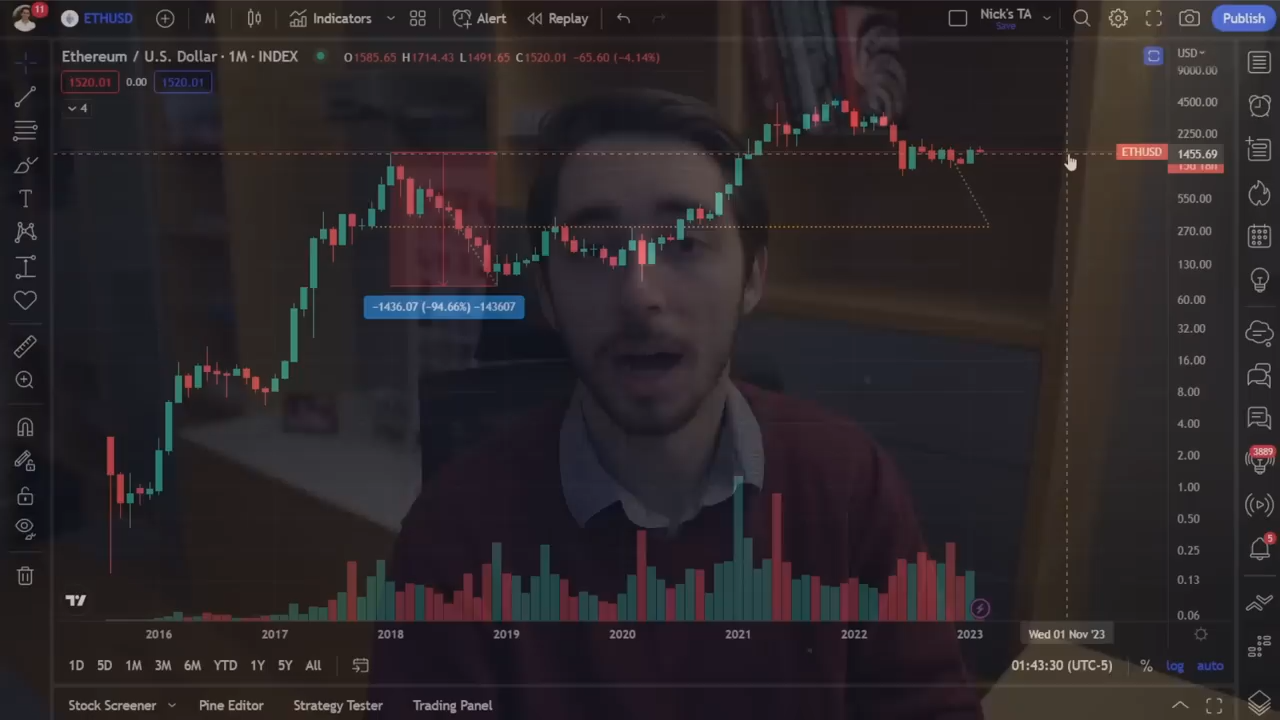 11
ETHUSD
M
Indicators
Alert
Replay
Nick's TA
Save
Publish
Ethereum / U.S. Dollar · 1M · INDEX
O1585.65 H1714.43 L1491.65 C1520.01 −65.60 (−4.14%)
1520.01 0.00 1520.01
4
USD
9000.00
4500.00
2250.00
ETHUSD
1455.69
15d 18h
550.00
270.00
130.00
60.00
32.00
16.00
8.00
4.00
2.00
1.00
0.50
0.25
0.13
0.06
−1436.07 (−94.66%) −143607
3889
5
2016 2017 2018 2019 2020 2021 2022 2023 Wed 01 Nov '23
1D 5D 1M 3M 6M YTD 1Y 5Y All
01:43:30 (UTC-5) % log auto
Stock Screener Pine Editor Strategy Tester Trading Panel